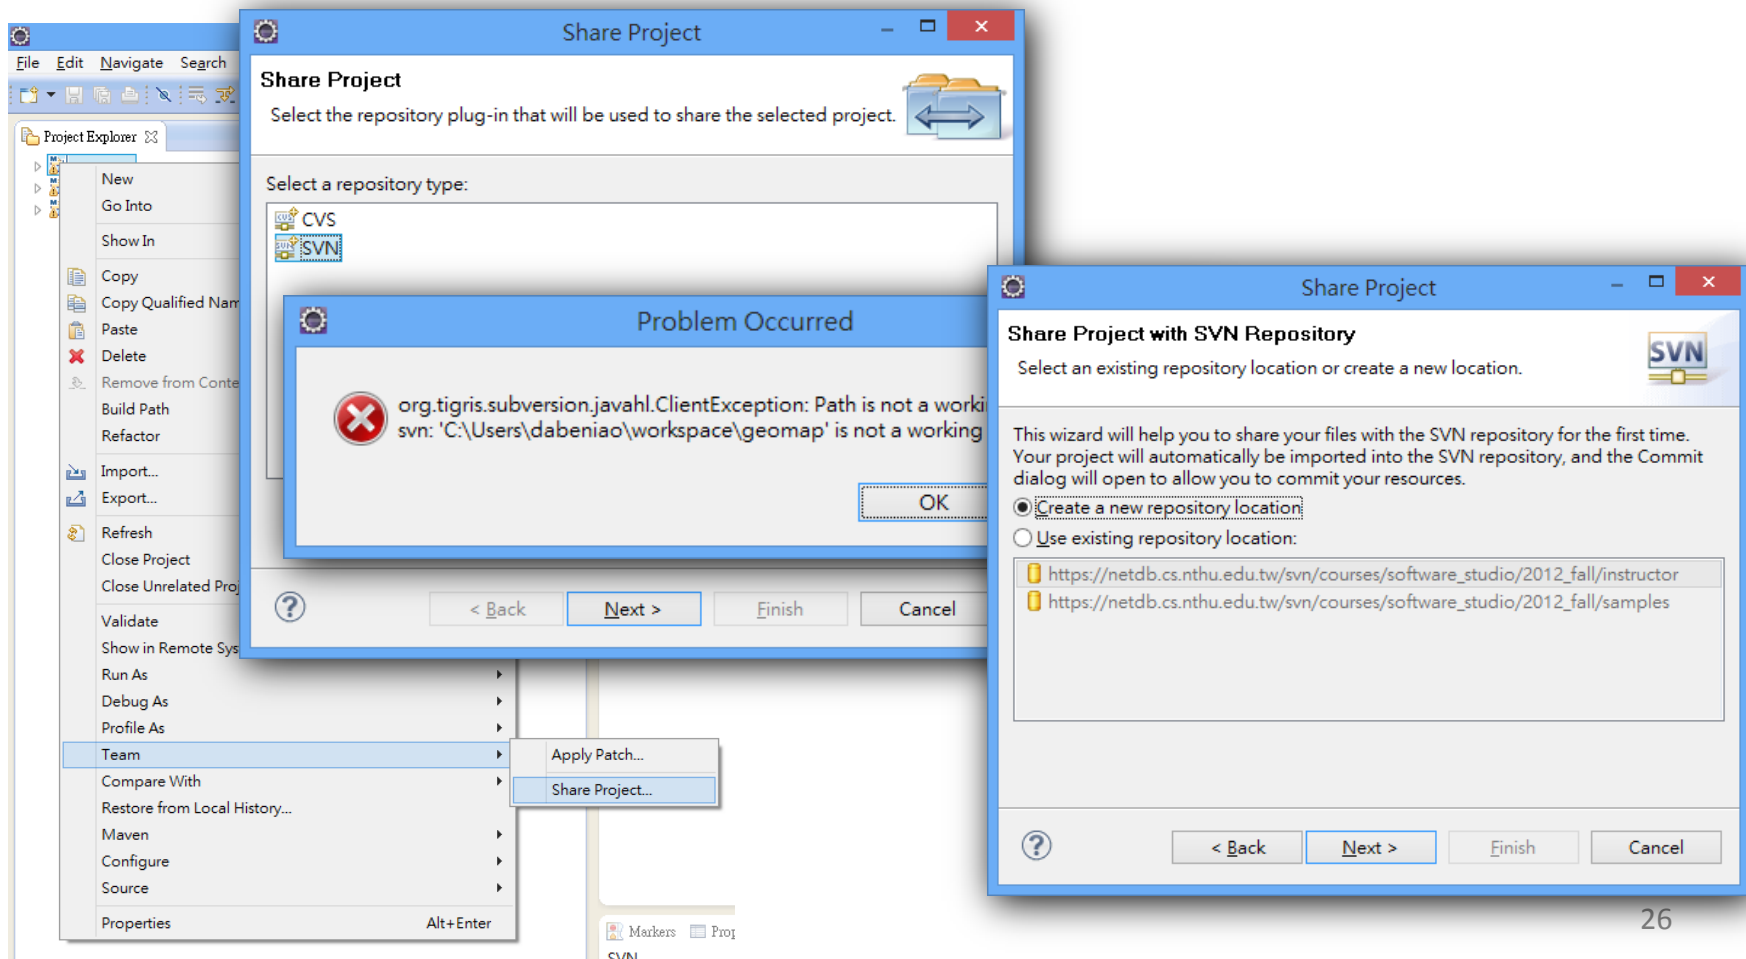 File Edit Navigate Search
Project Explorer
New
Go Into
Show In
Copy
Copy Qualified Nam
Paste
Delete
Remove from Conte
Build Path
Refactor
Import...
Export...
Refresh
Close Project
Close Unrelated Proj
Validate
Show in Remote Sys
Run As
Debug As
Profile As
Team
Compare With
Restore from Local History...
Maven
Configure
Source
Properties Alt+Enter
Apply Patch...
Share Project...
Markers Prop
SVN
Share Project
Share Project
Select the repository plug-in that will be used to share the selected project.
Select a repository type:
CVS
SVN
< Back Next > Finish Cancel
Problem Occurred
org.tigris.subversion.javahl.ClientException: Path is not a worki
svn: 'C:\Users\dabeniao\workspace\geomap' is not a working
OK
Share Project
Share Project with SVN Repository
Select an existing repository location or create a new location.
SVN
This wizard will help you to share your files with the SVN repository for the first time.
Your project will automatically be imported into the SVN repository, and the Commit
dialog will open to allow you to commit your resources.
Create a new repository location
Use existing repository location:
https://netdb.cs.nthu.edu.tw/svn/courses/software_studio/2012_fall/instructor
https://netdb.cs.nthu.edu.tw/svn/courses/software_studio/2012_fall/samples
< Back Next > Finish Cancel
26